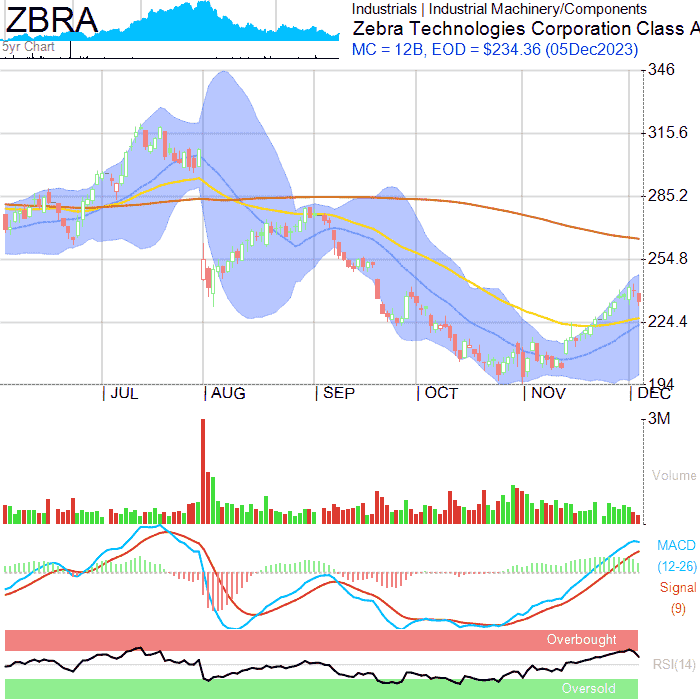 ZBRA
5yr Chart
Industrials | Industrial Machinery/Components
Zebra Technologies Corporation Class A
MC = 12B, EOD = $234.36 (05Dec2023)
346
315.6
285.2
254.8
224.4
194
JUL AUG SEP OCT NOV DEC
3M
Volume
MACD
(12-26)
Signal
(9)
Overbought
RSI(14)
Oversold